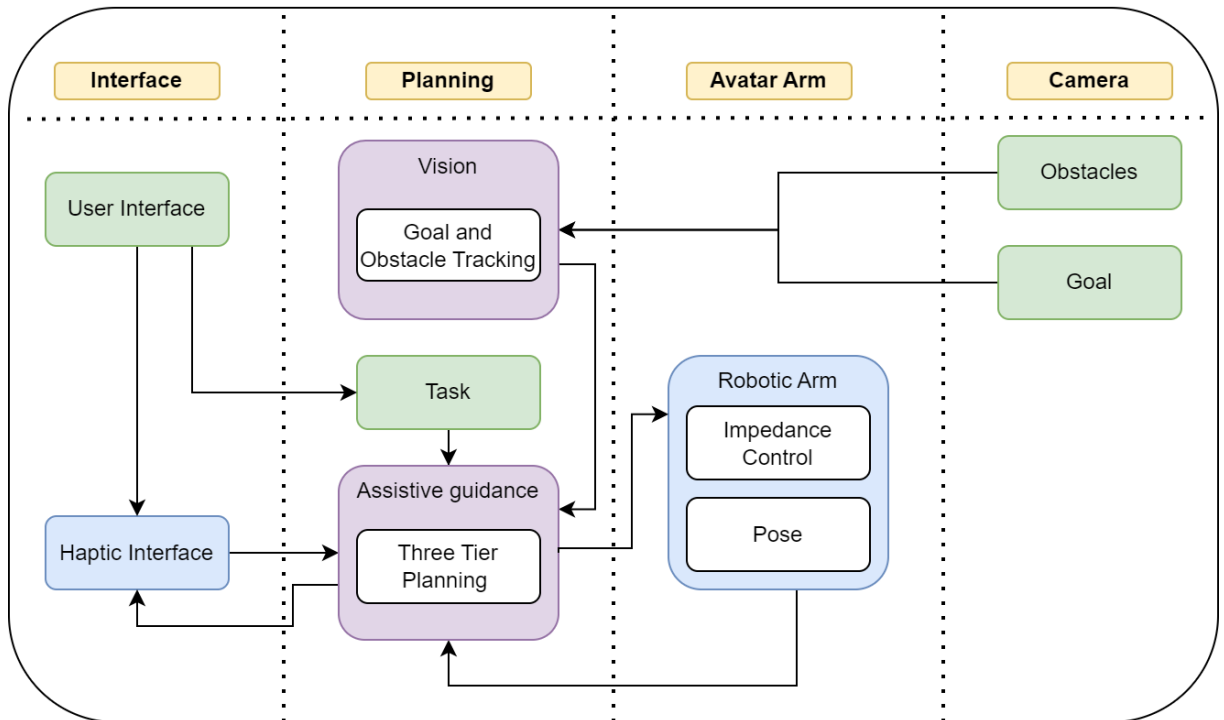 Interface
Planning
Avatar Arm
Camera
User Interface
Haptic Interface
Vision
Goal and
Obstacle Tracking
Task
Assistive guidance
Three Tier
Planning
Robotic Arm
Impedance
Control
Pose
Obstacles
Goal